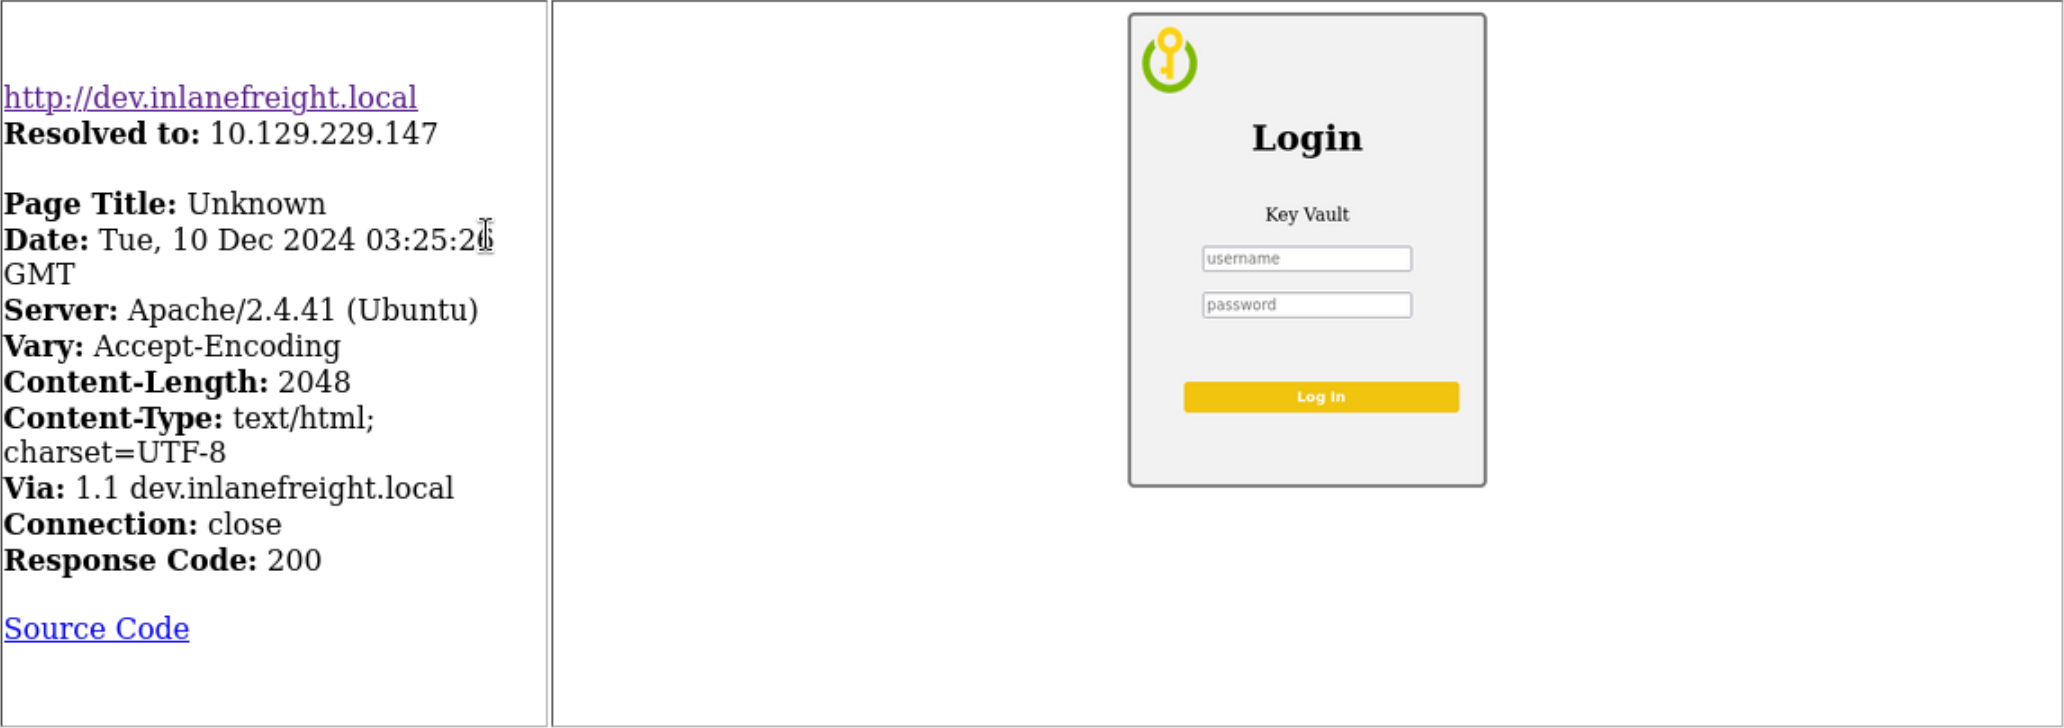 http://dev.inlanefreight.local
Resolved to: 10.129.229.147
Page Title: Unknown
Date: Tue, 10 Dec 2024 03:25:26
GMT
Server: Apache/2.4.41 (Ubuntu)
Vary: Accept-Encoding
Content-Length: 2048
Content-Type: text/html;
charset=UTF-8
Via: 1.1 dev.inlanefreight.local
Connection: close
Response Code: 200
Source Code
Login
Key Vault
username
password
Log In